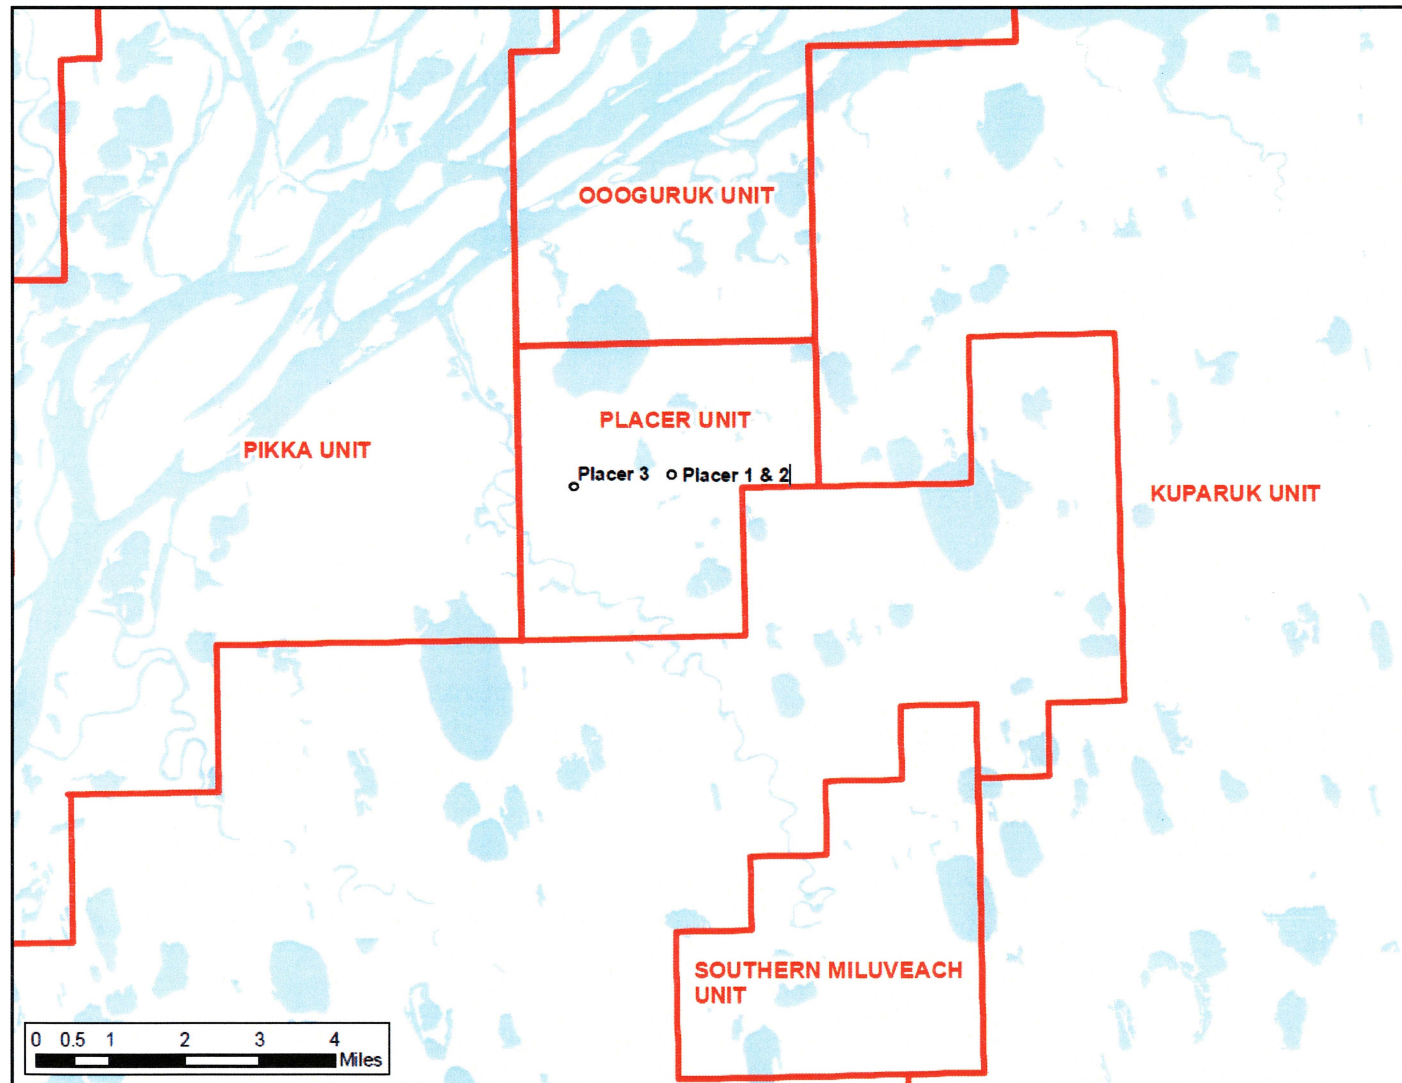 OOOGURUK UNIT
PLACER UNIT
PIKKA UNIT
Placer 3
Placer 1 & 2
KUPARUK UNIT
SOUTHERN MILUVEACH
UNIT
0 0.5 1 2 3 4
Miles